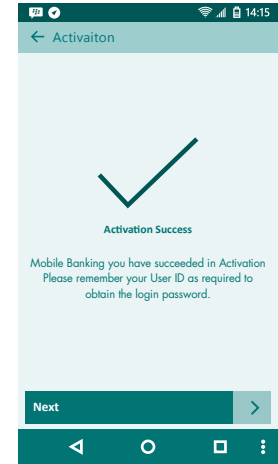 14:15
Activaiton
Activation Success
Mobile Banking you have succeeded in Activation
Please remember your User ID as required to
obtain the login password.
Next